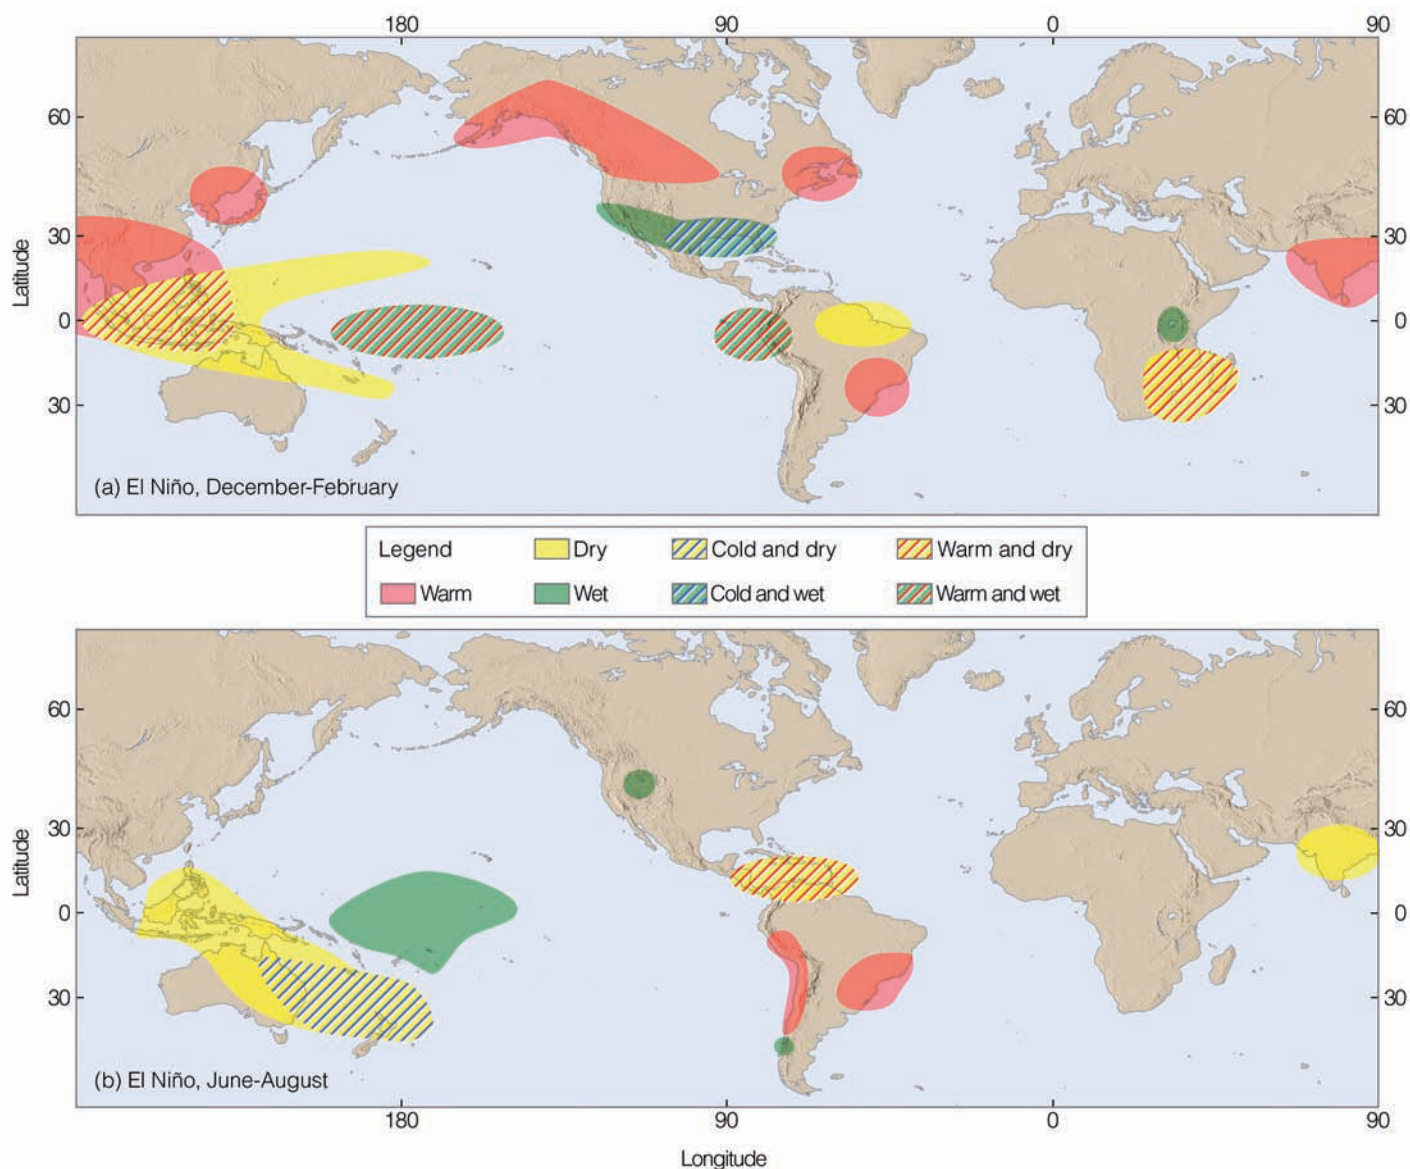 180 90 0 90
60 60
30 30
Latitude
0 0
30 30
(a) El Niño, December-February
Legend Dry Cold and dry Warm and dry
Warm Wet Cold and wet Warm and wet
60 60
30 30
Latitude
0 0
30 30
(b) El Niño, June-August
180 90 0 90
Longitude